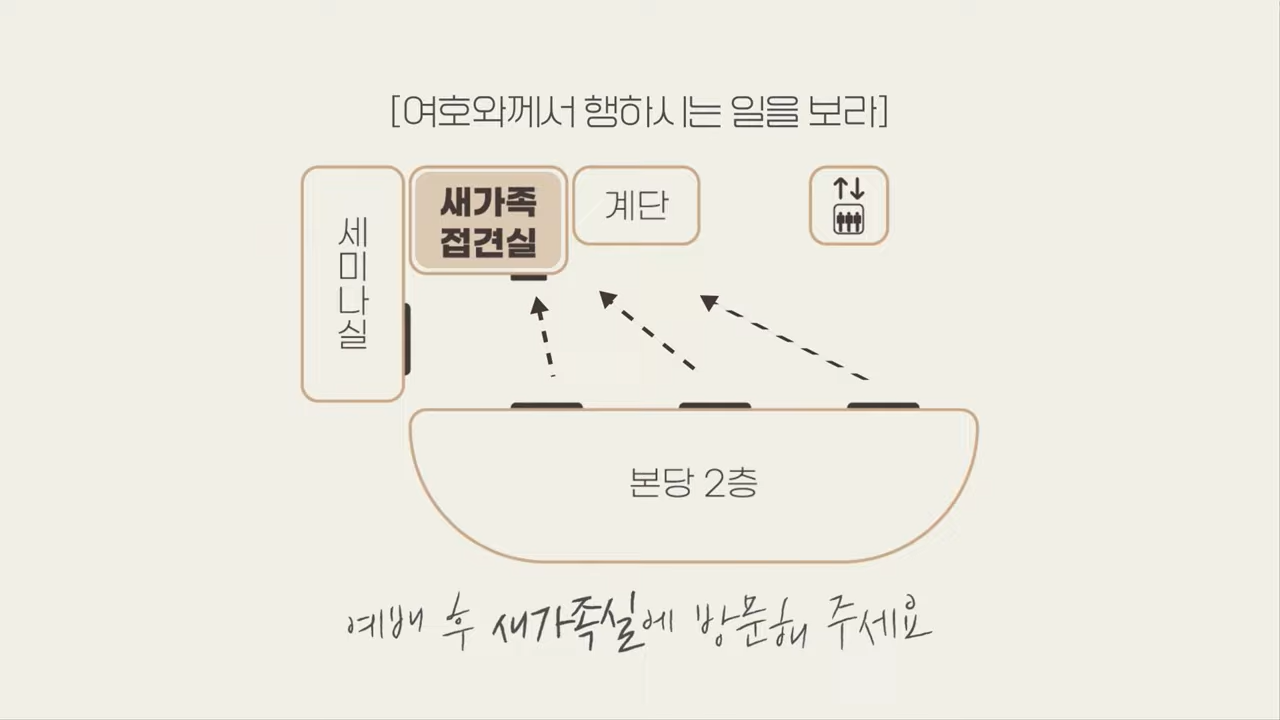 [여호와께서 행하시는 일을 보라]
세미나실
새가족
접견실
계단
본당 2층
예배 후 새가족실에 방문해 주세요